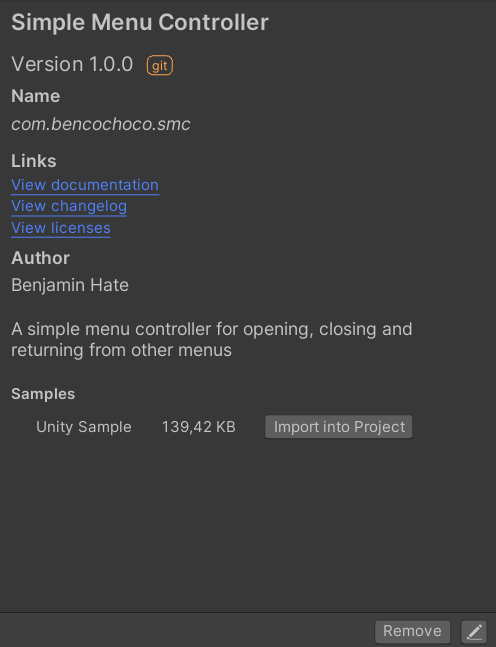 Simple Menu Controller
Version 1.0.0 git
Name
com.bencochoco.smc
Links
View documentation
View changelog
View licenses
Author
Benjamin Hate
A simple menu controller for opening, closing and
returning from other menus
Samples
Unity Sample 139,42 KB Import into Project
Remove